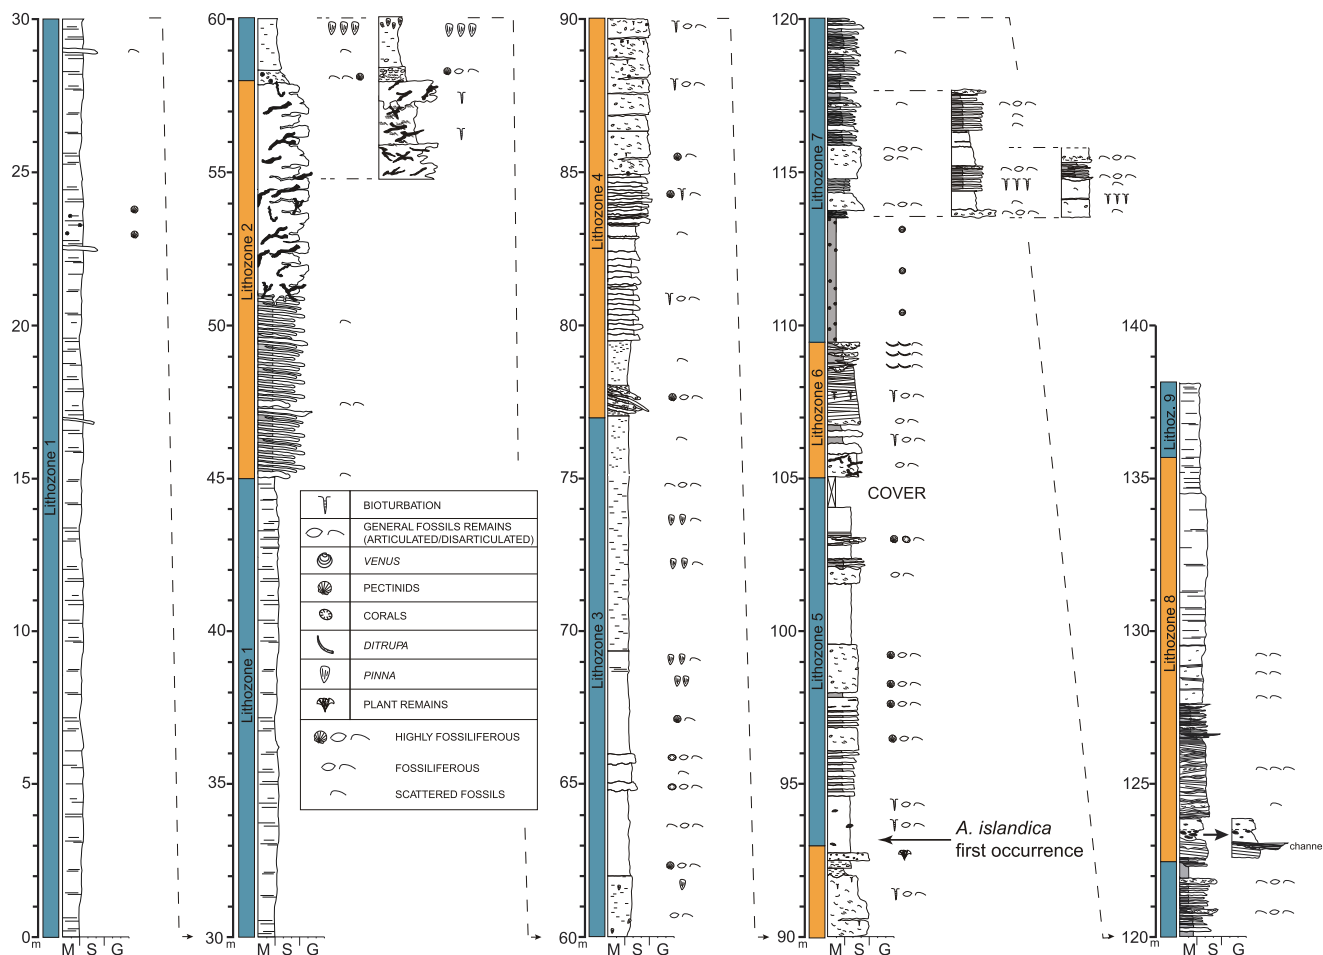 30
25
20
15
10
5
0
m
Lithozone 1
M S G
60
55
50
45
40
35
30
m
Lithozone 2
Lithozone 1
M S G
BIOTURBATION
GENERAL FOSSILS REMAINS
(ARTICULATED/DISARTICULATED)
VENUS
PECTINIDS
CORALS
DITRUPA
PINNA
PLANT REMAINS
HIGHLY FOSSILIFEROUS
FOSSILIFEROUS
SCATTERED FOSSILS
90
85
80
75
70
65
60
m
Lithozone 4
Lithozone 3
M S G
120
115
110
105
100
95
90
m
Lithozone 7
Lithozone 6
Lithozone 5
COVER
A. islandica
first occurrence
M S G
140
135
130
125
120
m
Lithoz. 9
Lithozone 8
channe
M S G